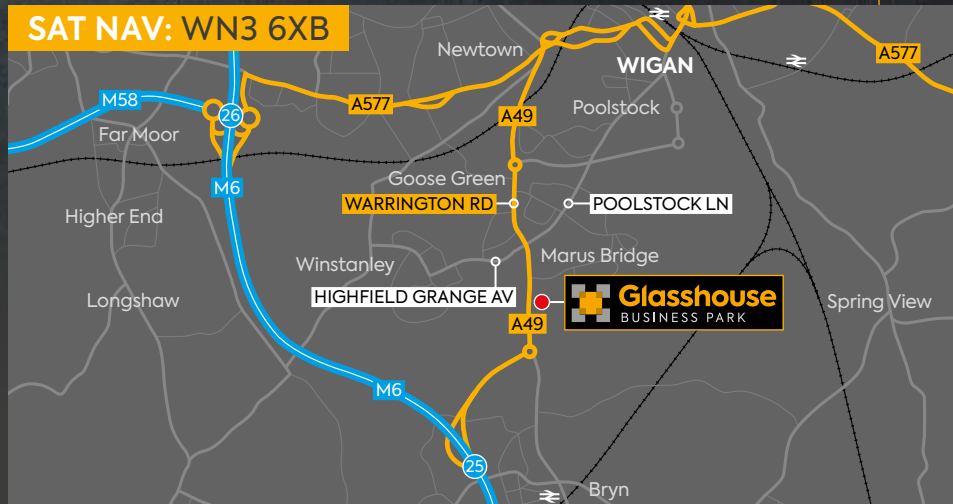 SAT NAV: WN3 6XB
Newtown
WIGAN
A577
M58
26
A577
A49
Poolstock
Far Moor
M6
Goose Green
WARRINGTON RD
POOLSTOCK LN
Higher End
Winstanley
Marus Bridge
HIGHFIELD GRANGE AV
Longshaw
Glasshouse
BUSINESS PARK
Spring View
A49
M6
25
Bryn